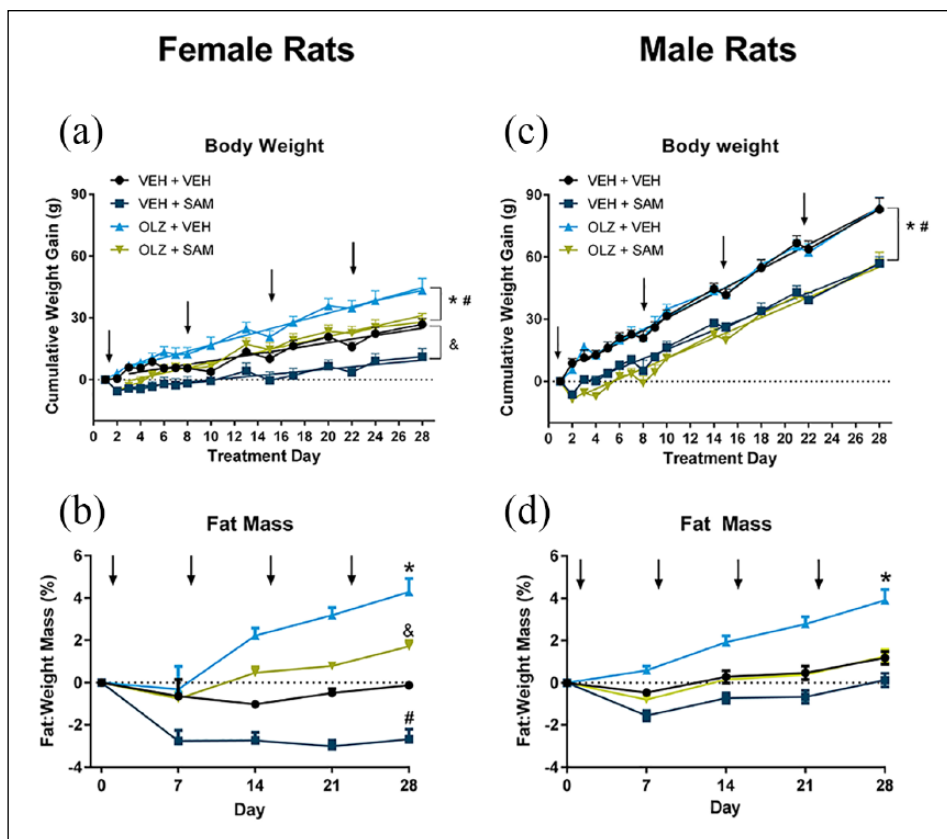 Female Rats
Male Rats
(a)
Body Weight
VEH + VEH
VEH + SAM
OLZ + VEH
OLZ + SAM
Cumulative Weight Gain (g)
90
60
30
0
* #
&
0 2 4 6 8 10 12 14 16 18 20 22 24 26 28
Treatment Day
(c)
Body weight
VEH + VEH
VEH + SAM
OLZ + VEH
OLZ + SAM
Cumulative Weight Gain (g)
90
60
30
0
* #
0 2 4 6 8 10 12 14 16 18 20 22 24 26 28
Treatment Day
(b)
Fat Mass
Fat:Weight Mass (%)
6
4
2
0
-2
-4
*
&
#
0 7 14 21 28
Day
(d)
Fat Mass
Fat:Weight Mass (%)
6
4
2
0
-2
-4
*
0 7 14 21 28
Day